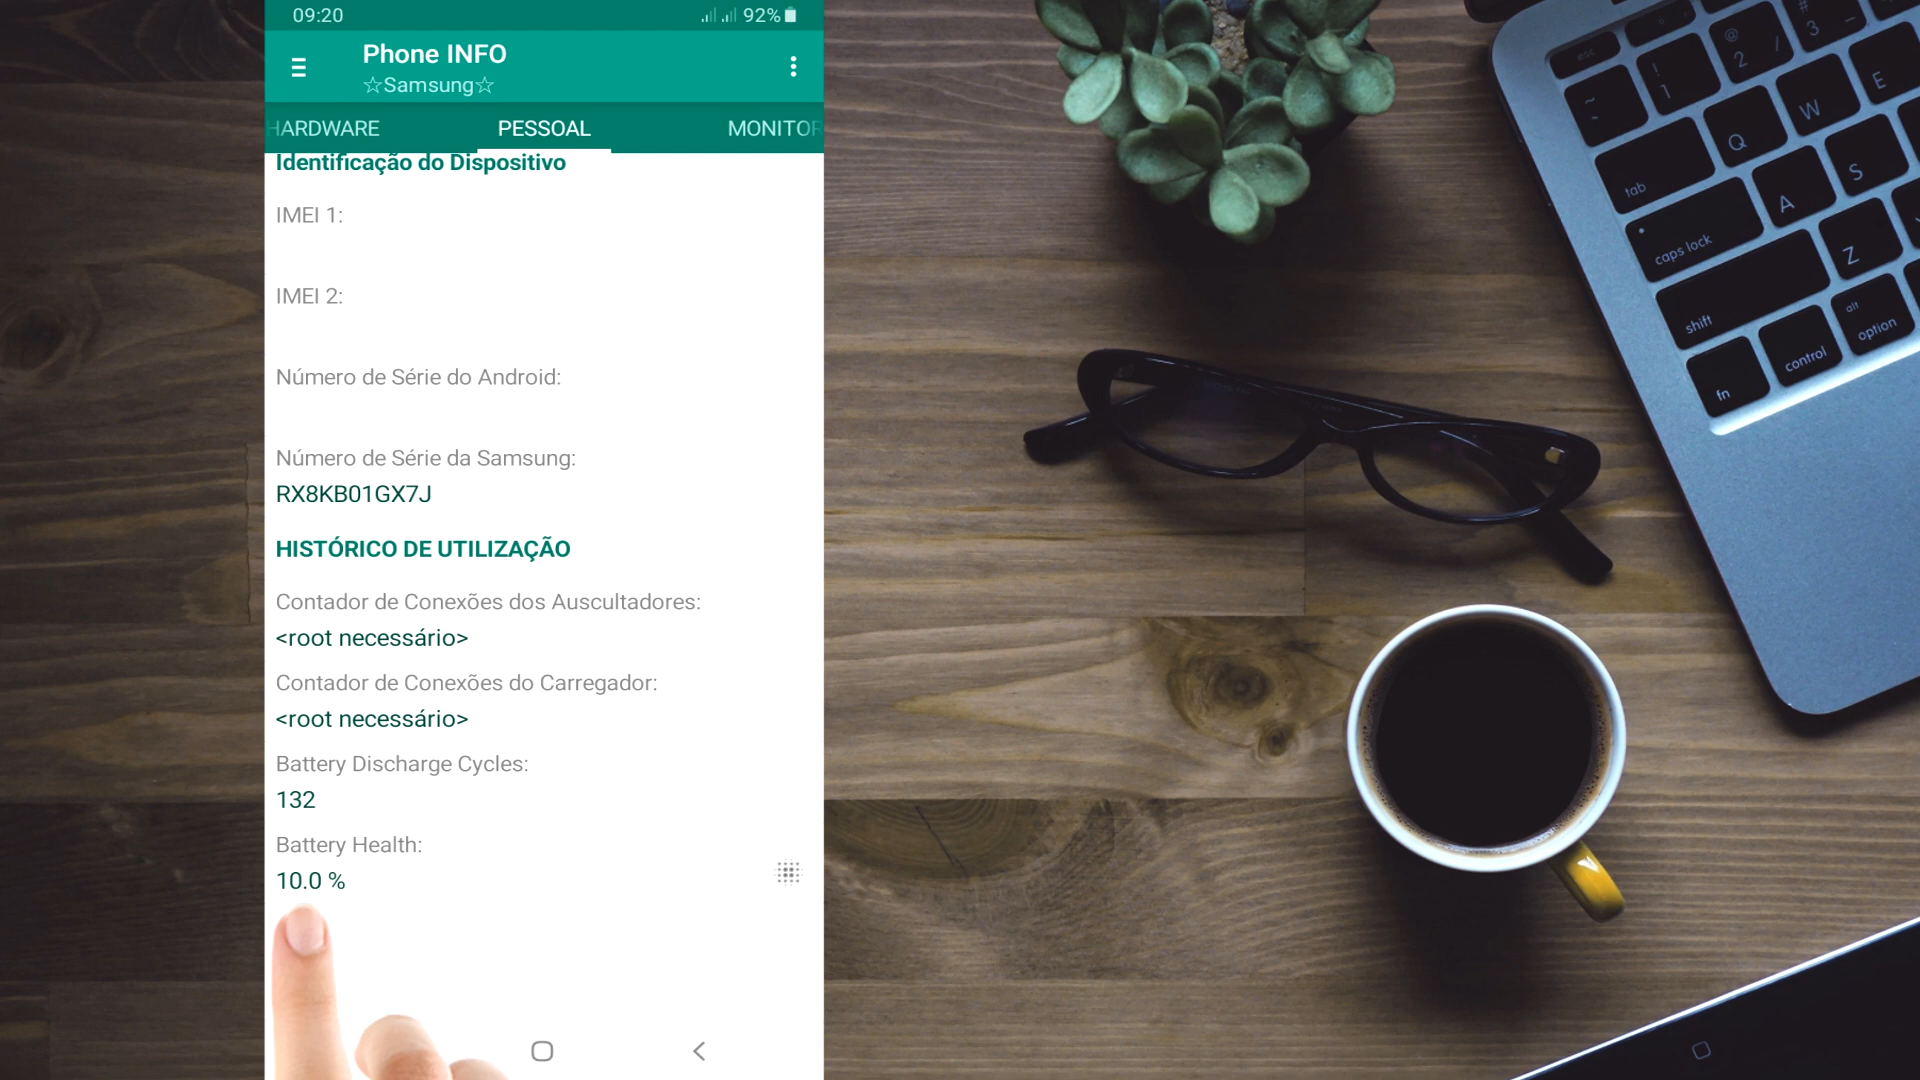 09:20
92%
Phone INFO
☆Samsung☆
HARDWARE PESSOAL MONITOR
Identificação do Dispositivo
IMEI 1:
IMEI 2:
Número de Série do Android:
Número de Série da Samsung:
RX8KB01GX7J
HISTÓRICO DE UTILIZAÇÃO
Contador de Conexões dos Auscultadores:
<root necessário>
Contador de Conexões do Carregador:
<root necessário>
Battery Discharge Cycles:
132
Battery Health:
10.0 %
esc
~ ! 1 @ 2 # 3
tab Q W E
caps lock A S
shift Z
fn control alt option